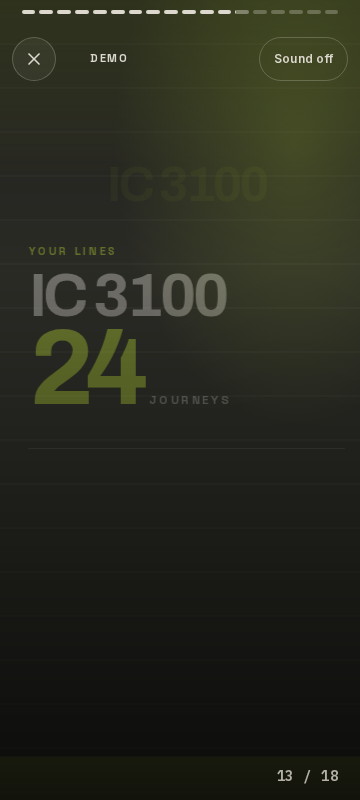 DEMO
Sound off
IC 3100
YOUR LINES
IC 3100
24 JOURNEYS
13 / 18